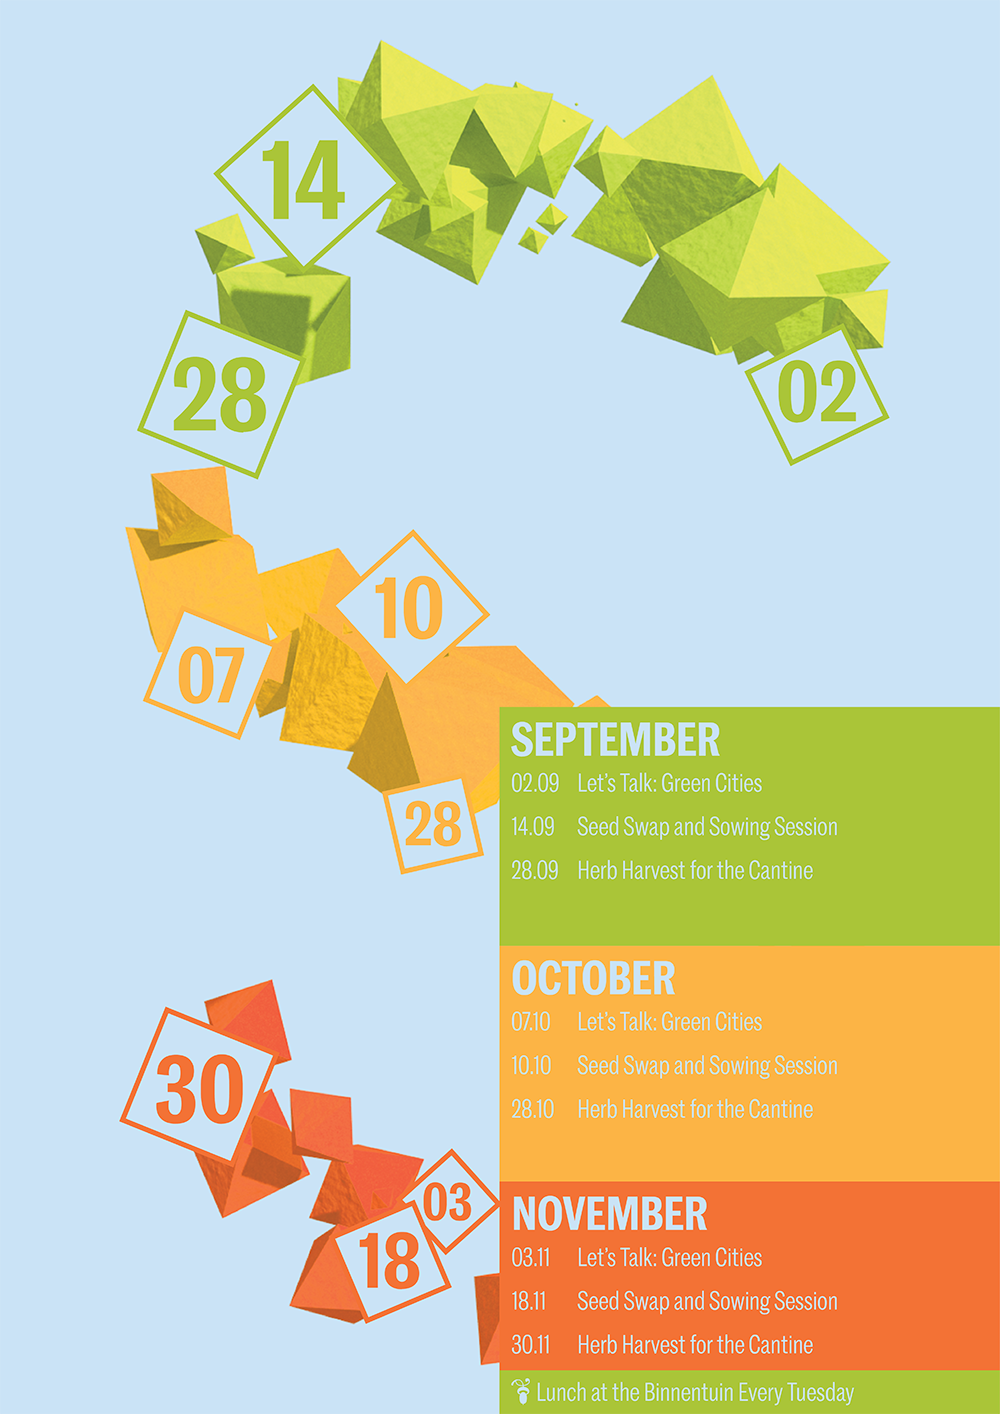 14
28
02
10
07
28
30
03
18
SEPTEMBER
02.09 Let's Talk: Green Cities
14.09 Seed Swap and Sowing Session
28.09 Herb Harvest for the Cantine
OCTOBER
07.10 Let's Talk: Green Cities
10.10 Seed Swap and Sowing Session
28.10 Herb Harvest for the Cantine
NOVEMBER
03.11 Let's Talk: Green Cities
18.11 Seed Swap and Sowing Session
30.11 Herb Harvest for the Cantine
Lunch at the Binnentuin Every Tuesday